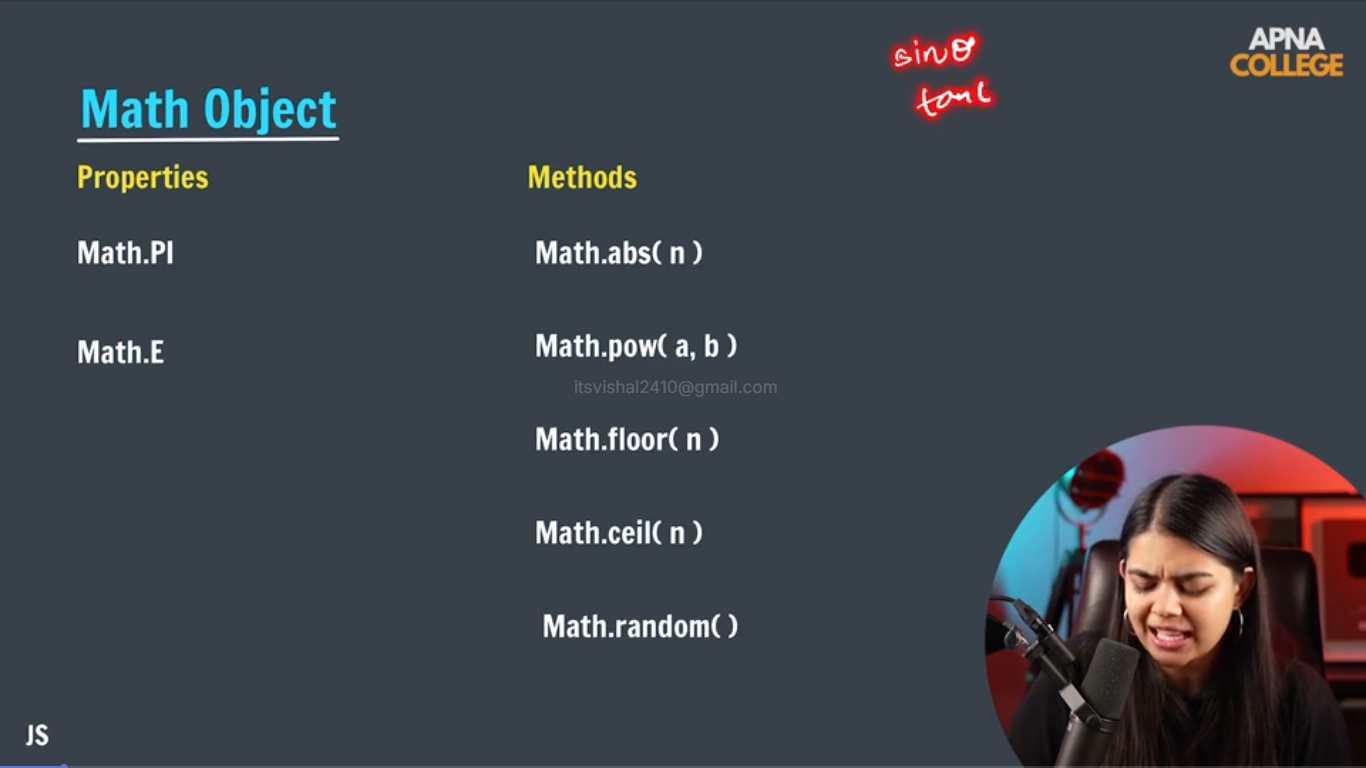 sinθ
tanl
APNA
COLLEGE
Math Object
Properties
Methods
Math.PI
Math.abs( n )
Math.E
Math.pow( a, b )
itsvishal2410@gmail.com
Math.floor( n )
Math.ceil( n )
Math.random( )
JS